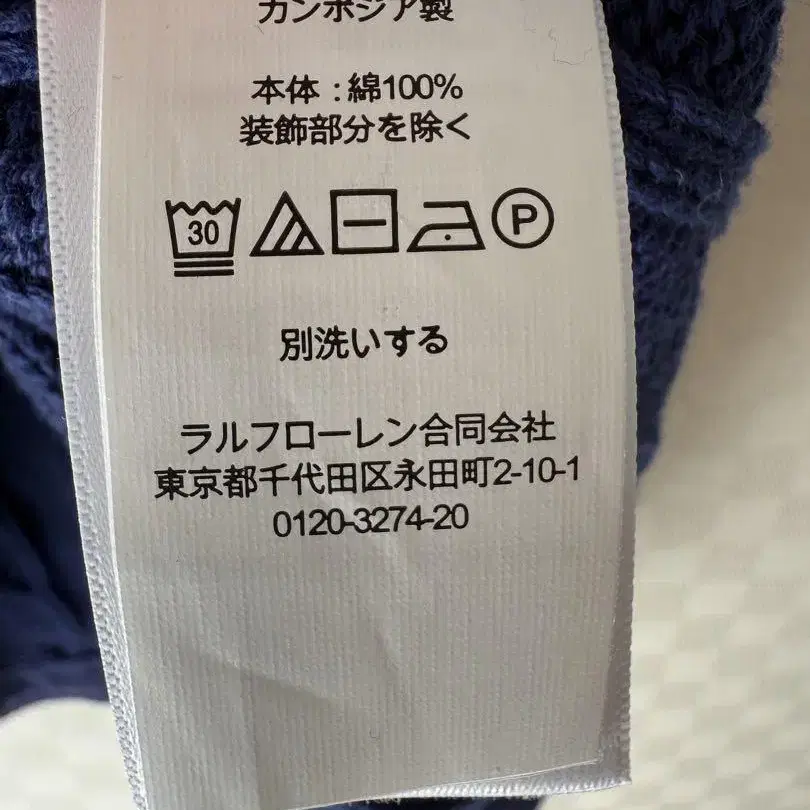 カンボジア製
本体 : 綿100%
装飾部分を除く
30 P
別洗いする
ラルフローレン合同会社
東京都千代田区永田町2-10-1
0120-3274-20